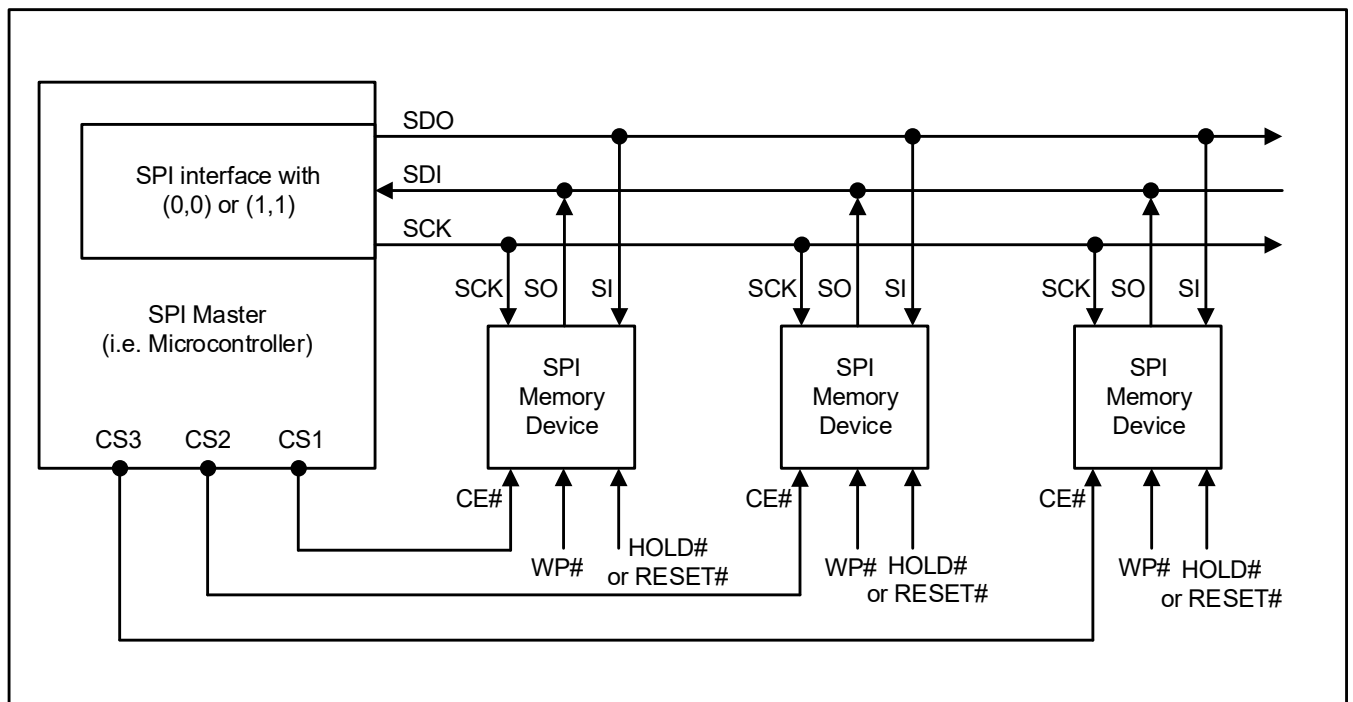 SDO
SPI interface with
(0,0) or (1,1)
SDI
SCK
SPI Master
(i.e. Microcontroller)
SCK SO SI
SCK SO SI
SCK SO SI
SPI
Memory
Device
SPI
Memory
Device
SPI
Memory
Device
CS3 CS2 CS1
CE#
CE#
CE#
WP#
HOLD#
or RESET#
WP#
HOLD#
or RESET#
WP#
HOLD#
or RESET#